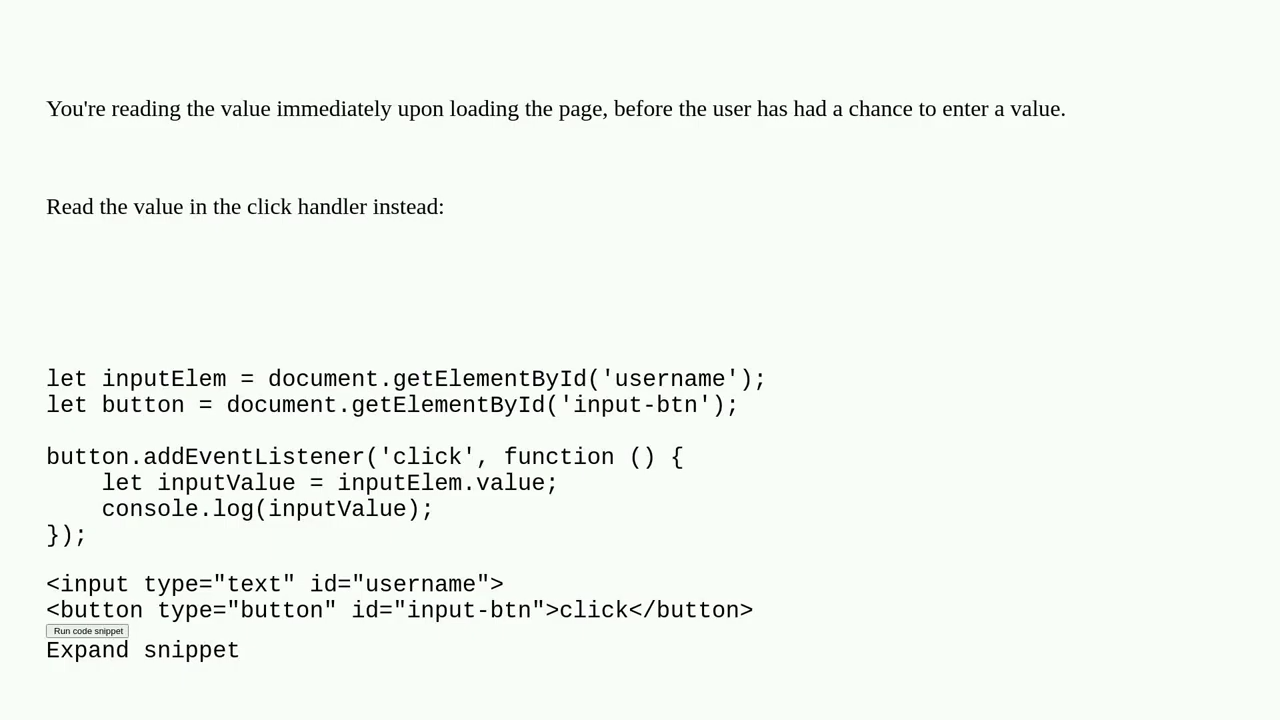 You're reading the value immediately upon loading the page, before the user has had a chance to enter a value.
Read the value in the click handler instead:
let inputElem = document.getElementById('username');
let button = document.getElementById('input-btn');
button.addEventListener('click', function () {
    let inputValue = inputElem.value;
    console.log(inputValue);
});
<input type="text" id="username">
<button type="button" id="input-btn">click</button>
Run code snippet
Expand snippet